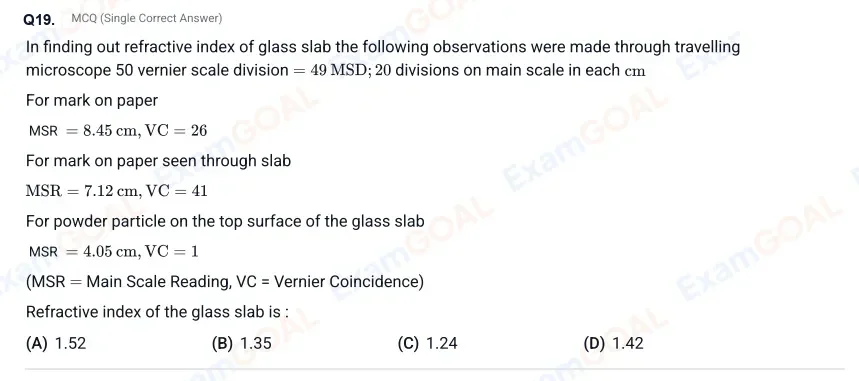 Q19. MCQ (Single Correct Answer)
In finding out refractive index of glass slab the following observations were made through travelling
microscope 50 vernier scale division = 49 MSD; 20 divisions on main scale in each cm
For mark on paper
MSR = 8.45 cm, VC = 26
For mark on paper seen through slab
MSR = 7.12 cm, VC = 41
For powder particle on the top surface of the glass slab
MSR = 4.05 cm, VC = 1
(MSR = Main Scale Reading, VC = Vernier Coincidence)
Refractive index of the glass slab is :
(A) 1.52 (B) 1.35 (C) 1.24 (D) 1.42
ExamGOAL